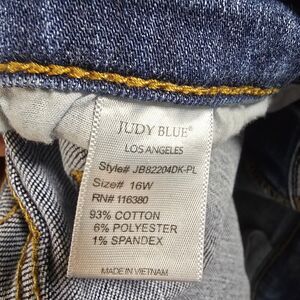 JUDY BLUE®
LOS ANGELES
Style# JB82204DK-PL
Size# 16W
RN# 116380
93% COTTON
6% POLYESTER
1% SPANDEX
MADE IN VIETNAM